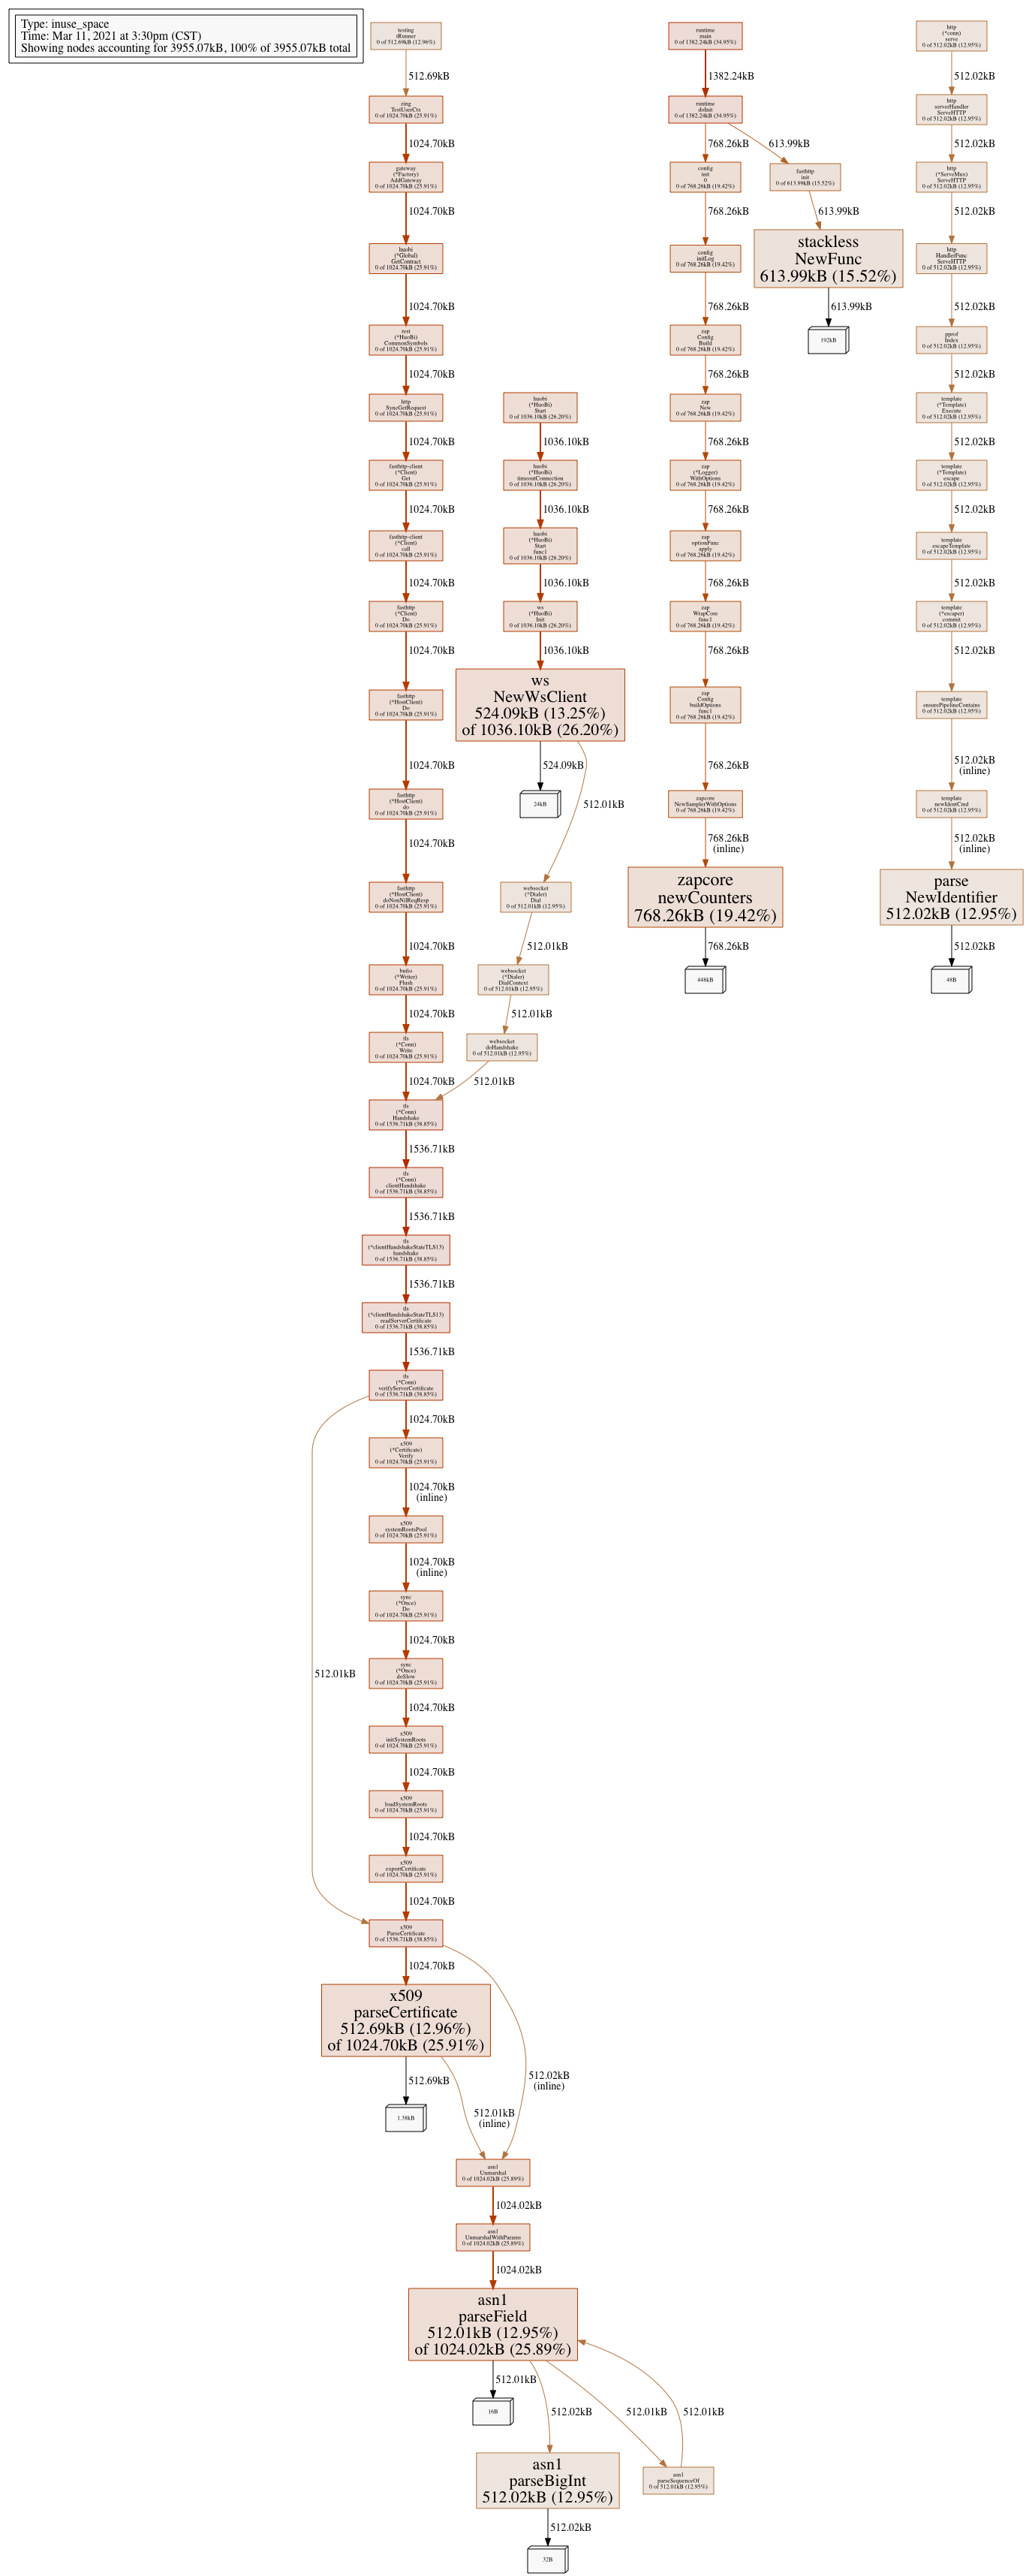 Type: inuse_space
Time: Mar 11, 2021 at 3:30pm (CST)
Showing nodes accounting for 3955.07kB, 100% of 3955.07kB total
testing
tRunner
0 of 512.69kB (12.96%)
512.69kB
zing
TestUserCtx
0 of 1024.70kB (25.91%)
1024.70kB
gateway
(*Factory)
AddGateway
0 of 1024.70kB (25.91%)
1024.70kB
huobi
(*Global)
GetContract
0 of 1024.70kB (25.91%)
1024.70kB
rest
(*HuoBi)
CommonSymbols
0 of 1024.70kB (25.91%)
1024.70kB
http
SyncGetRequest
0 of 1024.70kB (25.91%)
1024.70kB
fasthttp-client
(*Client)
Get
0 of 1024.70kB (25.91%)
1024.70kB
fasthttp-client
(*Client)
call
0 of 1024.70kB (25.91%)
1024.70kB
fasthttp
(*Client)
Do
0 of 1024.70kB (25.91%)
1024.70kB
fasthttp
(*HostClient)
Do
0 of 1024.70kB (25.91%)
1024.70kB
fasthttp
(*HostClient)
do
0 of 1024.70kB (25.91%)
1024.70kB
fasthttp
(*HostClient)
doNonNilReqResp
0 of 1024.70kB (25.91%)
1024.70kB
bufio
(*Writer)
Flush
0 of 1024.70kB (25.91%)
1024.70kB
tls
(*Conn)
Write
0 of 1024.70kB (25.91%)
1024.70kB
huobi
(*HuoBi)
Start
0 of 1036.10kB (26.20%)
1036.10kB
huobi
(*HuoBi)
timeoutConnection
0 of 1036.10kB (26.20%)
1036.10kB
huobi
(*HuoBi)
Start
func1
0 of 1036.10kB (26.20%)
1036.10kB
ws
(*HuoBi)
Init
0 of 1036.10kB (26.20%)
1036.10kB
ws
NewWsClient
524.09kB (13.25%)
of 1036.10kB (26.20%)
524.09kB
24kB
512.01kB
websocket
(*Dialer)
Dial
0 of 512.01kB (12.95%)
512.01kB
websocket
(*Dialer)
DialContext
0 of 512.01kB (12.95%)
512.01kB
websocket
doHandshake
0 of 512.01kB (12.95%)
512.01kB
tls
(*Conn)
Handshake
0 of 1536.71kB (38.85%)
1536.71kB
tls
(*Conn)
clientHandshake
0 of 1536.71kB (38.85%)
1536.71kB
tls
(*clientHandshakeStateTLS13)
handshake
0 of 1536.71kB (38.85%)
1536.71kB
tls
(*clientHandshakeStateTLS13)
readServerCertificate
0 of 1536.71kB (38.85%)
1536.71kB
tls
(*Conn)
verifyServerCertificate
0 of 1536.71kB (38.85%)
1024.70kB
512.01kB
x509
(*Certificate)
Verify
0 of 1024.70kB (25.91%)
1024.70kB
(inline)
x509
systemRootsPool
0 of 1024.70kB (25.91%)
1024.70kB
(inline)
sync
(*Once)
Do
0 of 1024.70kB (25.91%)
1024.70kB
sync
(*Once)
doSlow
0 of 1024.70kB (25.91%)
1024.70kB
x509
initSystemRoots
0 of 1024.70kB (25.91%)
1024.70kB
x509
loadSystemRoots
0 of 1024.70kB (25.91%)
1024.70kB
x509
exportCertificate
0 of 1024.70kB (25.91%)
1024.70kB
x509
ParseCertificate
0 of 1536.71kB (38.85%)
1024.70kB
x509
parseCertificate
512.69kB (12.96%)
of 1024.70kB (25.91%)
512.69kB
1.38kB
512.01kB
(inline)
512.02kB
(inline)
asn1
Unmarshal
0 of 1024.02kB (25.89%)
1024.02kB
asn1
UnmarshalWithParams
0 of 1024.02kB (25.89%)
1024.02kB
asn1
parseField
512.01kB (12.95%)
of 1024.02kB (25.89%)
512.01kB
16B
512.02kB
512.01kB
512.01kB
asn1
parseBigInt
512.02kB (12.95%)
asn1
parseSequenceOf
0 of 512.01kB (12.95%)
512.02kB
32B
runtime
main
0 of 1382.24kB (34.95%)
1382.24kB
runtime
doInit
0 of 1382.24kB (34.95%)
768.26kB
613.99kB
config
init
0
0 of 768.26kB (19.42%)
768.26kB
fasthttp
init
0 of 613.99kB (15.52%)
613.99kB
stackless
NewFunc
613.99kB (15.52%)
613.99kB
192kB
config
initLog
0 of 768.26kB (19.42%)
768.26kB
zap
Config
Build
0 of 768.26kB (19.42%)
768.26kB
zap
New
0 of 768.26kB (19.42%)
768.26kB
zap
(*Logger)
WithOptions
0 of 768.26kB (19.42%)
768.26kB
zap
optionFunc
apply
0 of 768.26kB (19.42%)
768.26kB
zap
WrapCore
func1
0 of 768.26kB (19.42%)
768.26kB
zap
Config
buildOptions
func1
0 of 768.26kB (19.42%)
768.26kB
zapcore
NewSamplerWithOptions
0 of 768.26kB (19.42%)
768.26kB
(inline)
zapcore
newCounters
768.26kB (19.42%)
768.26kB
448kB
http
(*conn)
serve
0 of 512.02kB (12.95%)
512.02kB
http
serverHandler
ServeHTTP
0 of 512.02kB (12.95%)
512.02kB
http
(*ServeMux)
ServeHTTP
0 of 512.02kB (12.95%)
512.02kB
http
HandlerFunc
ServeHTTP
0 of 512.02kB (12.95%)
512.02kB
pprof
Index
0 of 512.02kB (12.95%)
512.02kB
template
(*Template)
Execute
0 of 512.02kB (12.95%)
512.02kB
template
(*Template)
escape
0 of 512.02kB (12.95%)
512.02kB
template
escapeTemplate
0 of 512.02kB (12.95%)
512.02kB
template
(*escaper)
commit
0 of 512.02kB (12.95%)
512.02kB
template
ensurePipelineContains
0 of 512.02kB (12.95%)
512.02kB
(inline)
template
newIdentCmd
0 of 512.02kB (12.95%)
512.02kB
(inline)
parse
NewIdentifier
512.02kB (12.95%)
512.02kB
48B